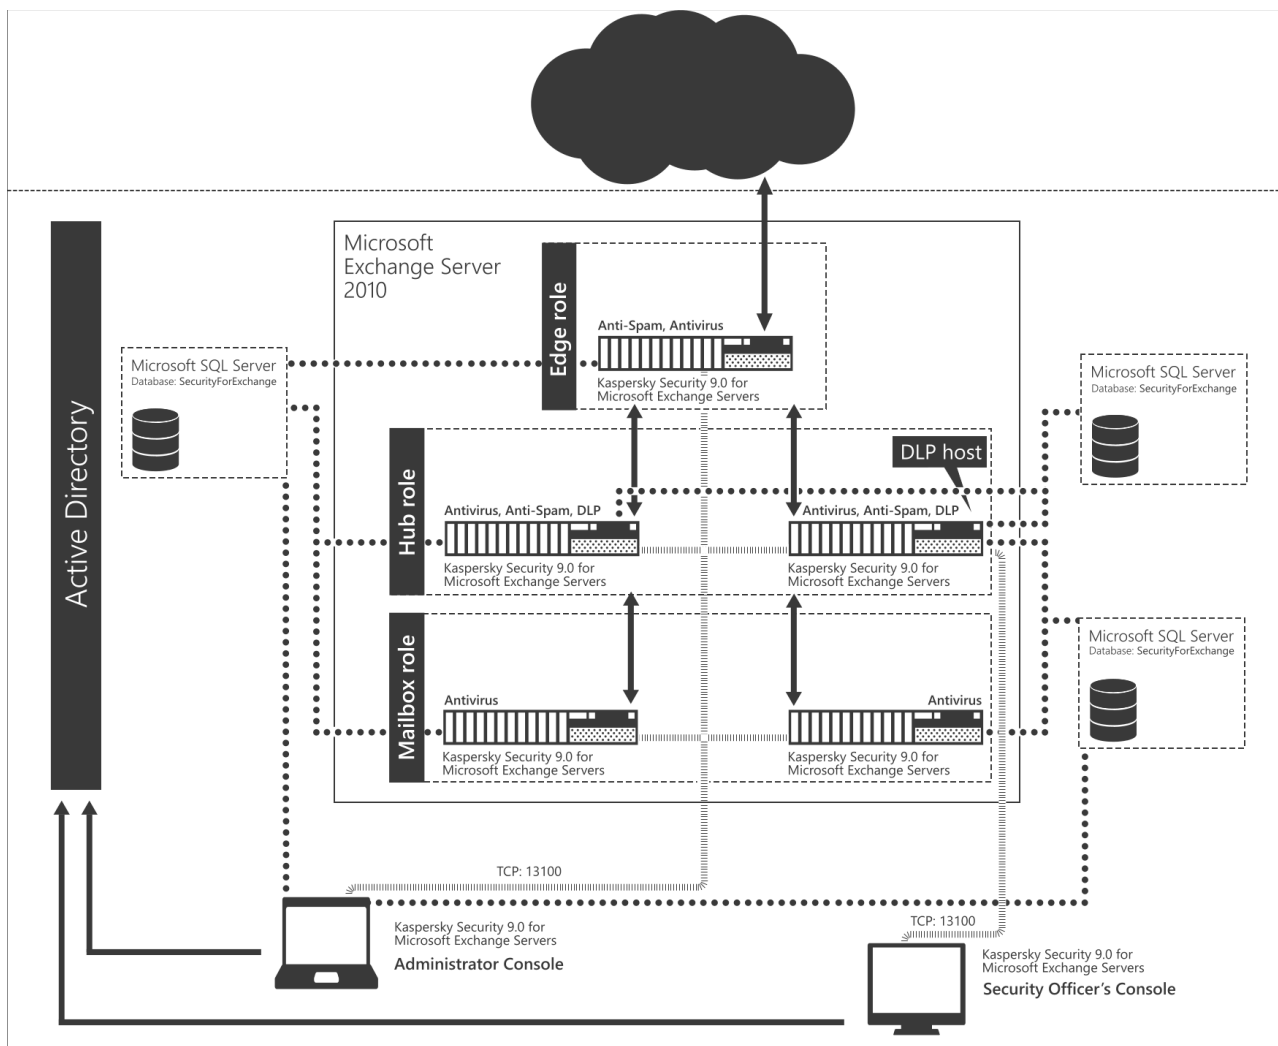 Microsoft
Exchange Server
2010
Edge role
Anti-Spam, Antivirus
Kaspersky Security 9.0 for
Microsoft Exchange Servers
Microsoft SQL Server
Database: SecurityForExchange
Microsoft SQL Server
Database: SecurityForExchange
Active Directory
Hub role
DLP host
Antivirus, Anti-Spam, DLP
Kaspersky Security 9.0 for
Microsoft Exchange Servers
Antivirus, Anti-Spam, DLP
Kaspersky Security 9.0 for
Microsoft Exchange Servers
Microsoft SQL Server
Database: SecurityForExchange
Mailbox role
Antivirus
Kaspersky Security 9.0 for
Microsoft Exchange Servers
Antivirus
Kaspersky Security 9.0 for
Microsoft Exchange Servers
TCP: 13100
Kaspersky Security 9.0 for
Microsoft Exchange Servers
Administrator Console
TCP: 13100
Kaspersky Security 9.0 for
Microsoft Exchange Servers
Security Officer's Console